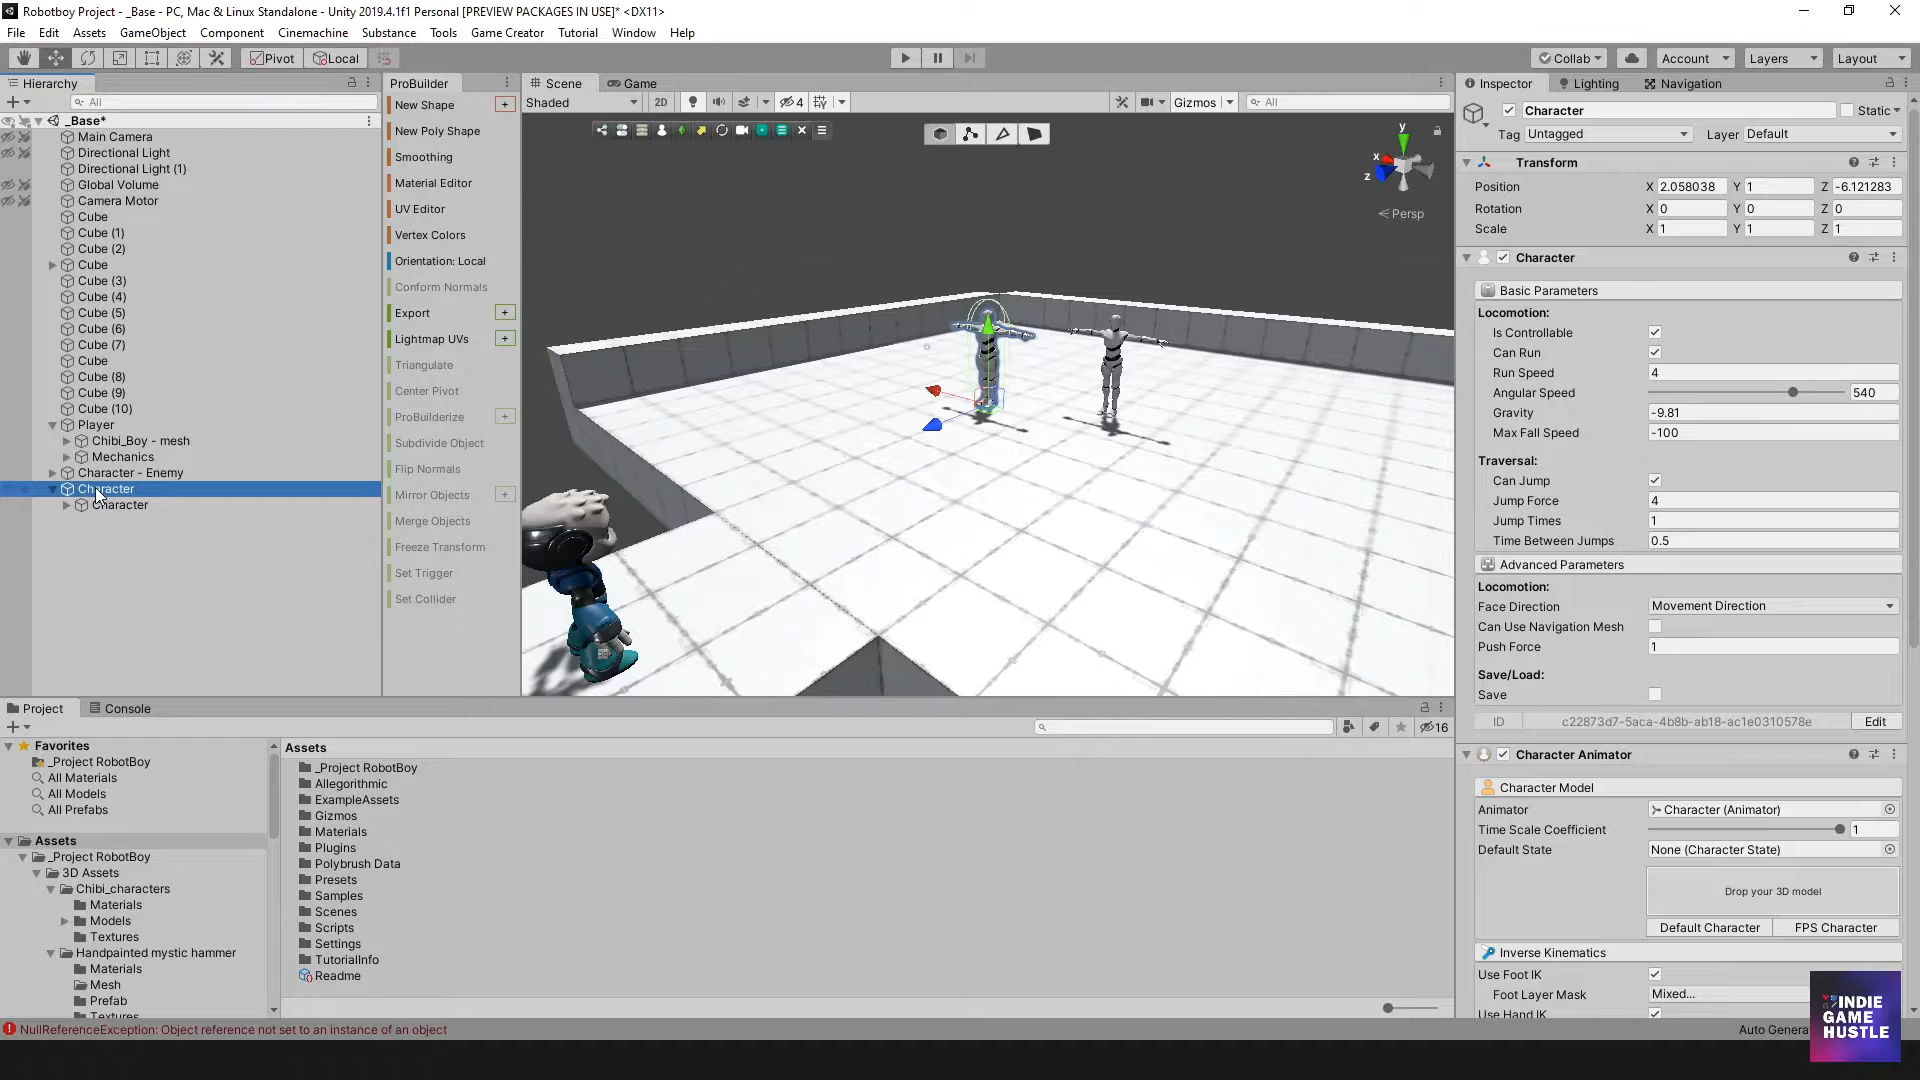 Robotboy Project - _Base - PC, Mac & Linux Standalone - Unity 2019.4.1f1 Personal [PREVIEW PACKAGES IN USE]* <DX11>
File Edit Assets GameObject Component Cinemachine Substance Tools Game Creator Tutorial Window Help
Pivot Local Collab Account Layers Layout
Hierarchy
All
_Base*
Main Camera
Directional Light
Directional Light (1)
Global Volume
Camera Motor
Cube
Cube (1)
Cube (2)
Cube
Cube (3)
Cube (4)
Cube (5)
Cube (6)
Cube (7)
Cube
Cube (8)
Cube (9)
Cube (10)
Player
Chibi_Boy - mesh
Mechanics
Character - Enemy
Character
Character
ProBuilder
New Shape
New Poly Shape
Smoothing
Material Editor
UV Editor
Vertex Colors
Orientation: Local
Conform Normals
Export
Lightmap UVs
Triangulate
Center Pivot
ProBuilderize
Subdivide Object
Flip Normals
Mirror Objects
Merge Objects
Freeze Transform
Set Trigger
Set Collider
Scene Game
Shaded 2D 4 Gizmos All
y
x
z
Persp
Inspector Lighting Navigation
Character Static
Tag Untagged Layer Default
Transform
Position X 2.058038 Y 1 Z -6.121283
Rotation X 0 Y 0 Z 0
Scale X 1 Y 1 Z 1
Character
Basic Parameters
Locomotion:
Is Controllable
Can Run
Run Speed 4
Angular Speed 540
Gravity -9.81
Max Fall Speed -100
Traversal:
Can Jump
Jump Force 4
Jump Times 1
Time Between Jumps 0.5
Advanced Parameters
Locomotion:
Face Direction Movement Direction
Can Use Navigation Mesh
Push Force 1
Save/Load:
Save
ID c22873d7-5aca-4b8b-ab18-ac1e0310578e Edit
Character Animator
Character Model
Animator Character (Animator)
Time Scale Coefficient 1
Default State None (Character State)
Drop your 3D model
Default Character FPS Character
Inverse Kinematics
Use Foot IK
Foot Layer Mask Mixed...
Use Hand IK
Project Console
16
Favorites
_Project RobotBoy
All Materials
All Models
All Prefabs
Assets
_Project RobotBoy
3D Assets
Chibi_characters
Materials
Models
Textures
Handpainted mystic hammer
Materials
Mesh
Prefab
Textures
Assets
_Project RobotBoy
Allegorithmic
ExampleAssets
Gizmos
Materials
Plugins
Polybrush Data
Presets
Samples
Scenes
Scripts
Settings
TutorialInfo
Readme
NullReferenceException: Object reference not set to an instance of an object
Auto Genera
INDIE
GAME
HUSTLE